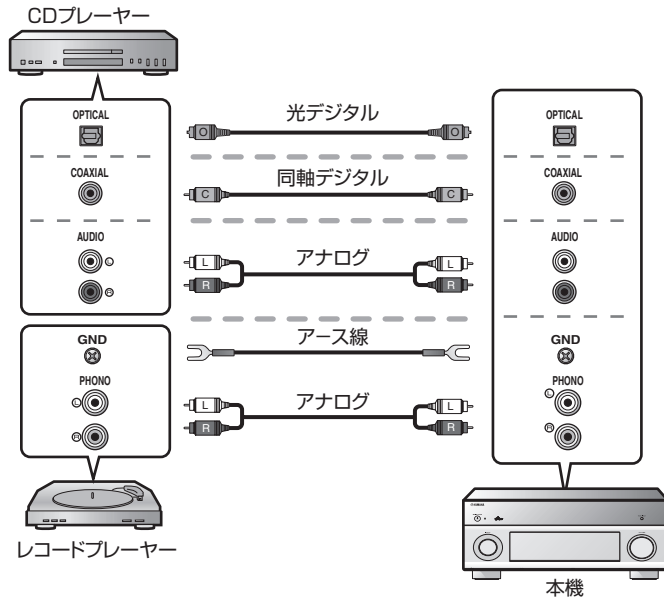 CDプレーヤー
OPTICAL
光デジタル
O
O
OPTICAL
COAXIAL
同軸デジタル
C
C
COAXIAL
AUDIO
アナログ
L
L
L
R
R
R
AUDIO
GND
アース線
GND
PHONO
アナログ
L
L
L
R
R
R
PHONO
L
R
レコードプレーヤー
YAMAHA
本機